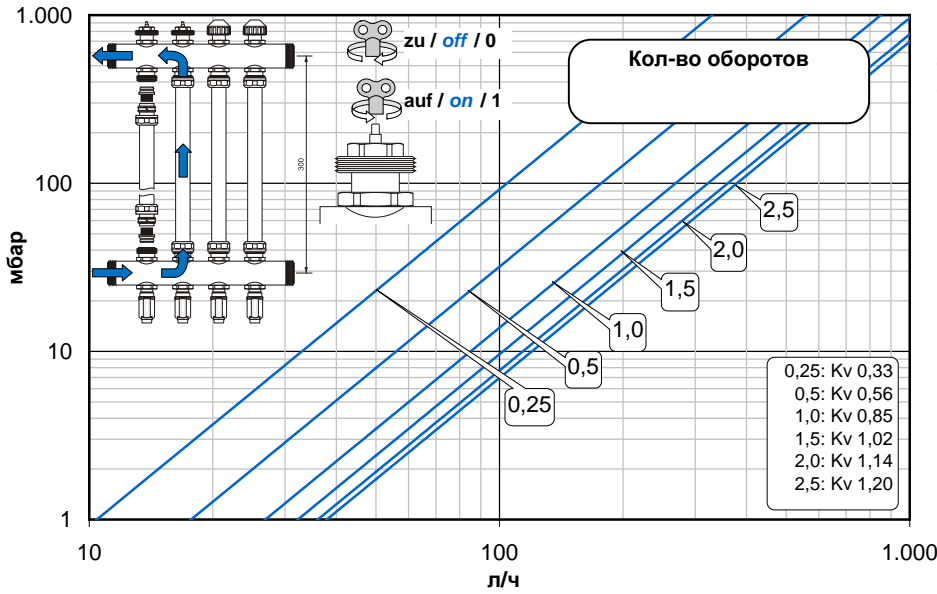 1.000
100
10
1
мбар
10
100
1.000
л/ч
zu / off / 0
auf / on / 1
300
Кол-во оборотов
2,5
2,0
1,5
1,0
0,5
0,25
0,25: Kv 0,33
0,5: Kv 0,56
1,0: Kv 0,85
1,5: Kv 1,02
2,0: Kv 1,14
2,5: Kv 1,20